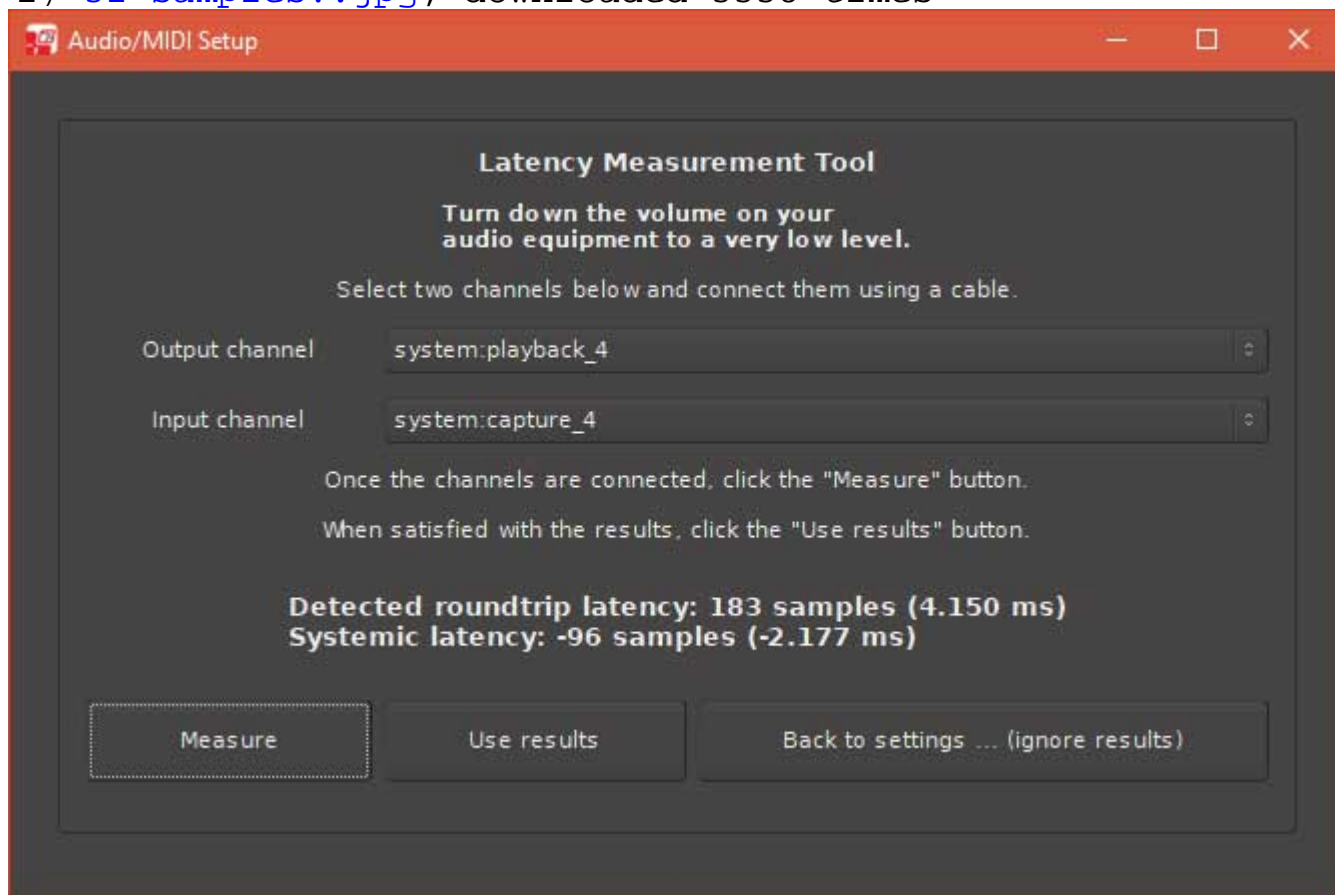 Audio/MIDI Setup
Latency Measurement Tool
Turn down the volume on your
audio equipment to a very low level.
Select two channels below and connect them using a cable.
Output channel system:playback_4
Input channel system:capture_4
Once the channels are connected, click the "Measure" button.
When satisfied with the results, click the "Use results" button.
Detected roundtrip latency: 183 samples (4.150 ms)
Systemic latency: -96 samples (-2.177 ms)
Measure Use results Back to settings ... (ignore results)